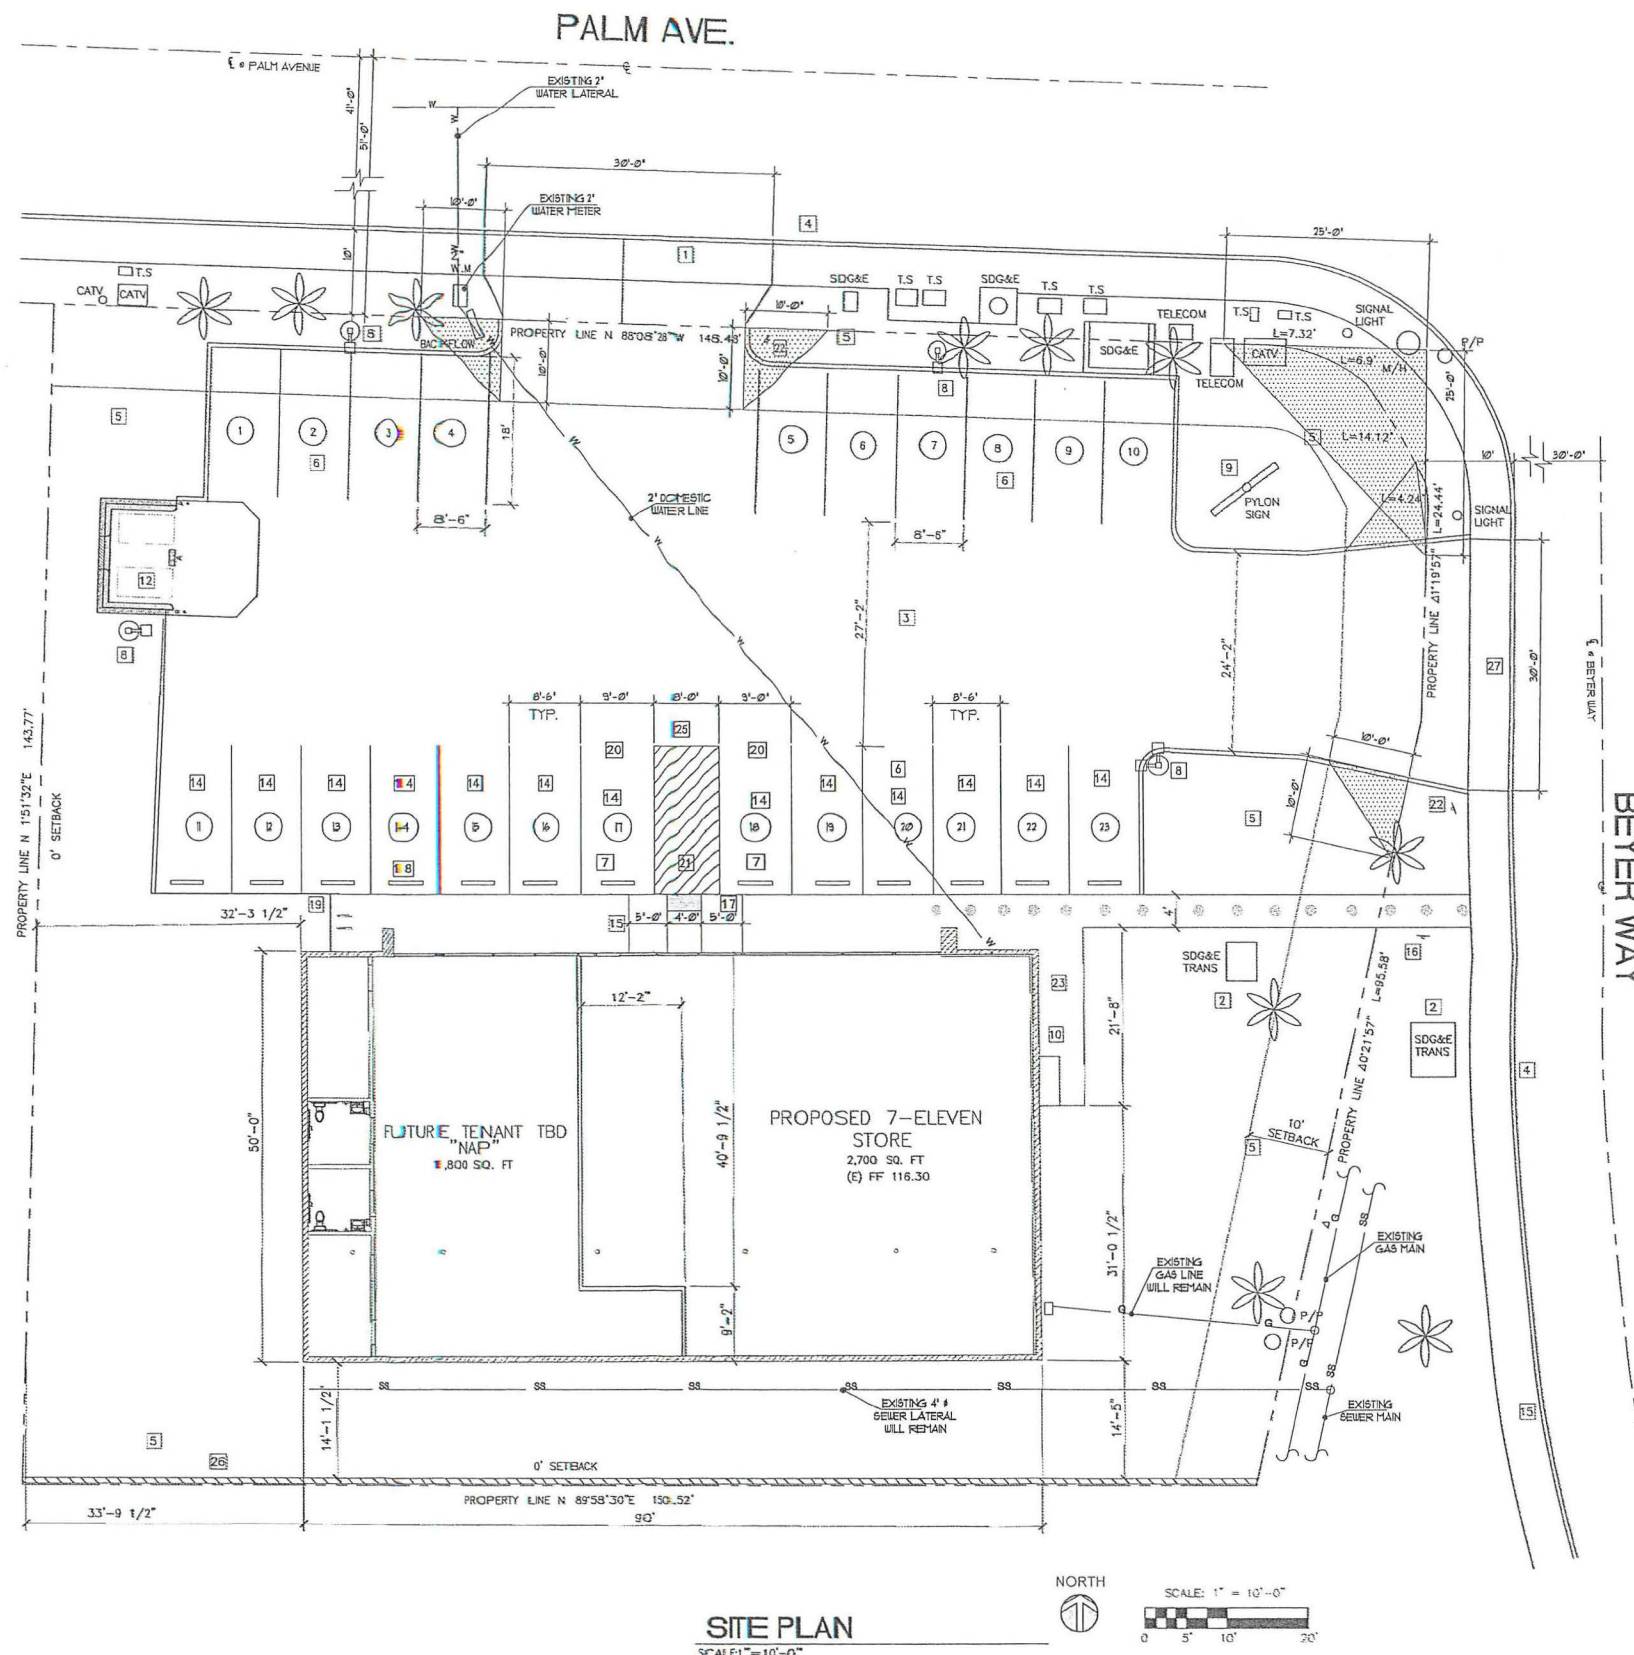 PALM AVE.
℄ of PALM AVENUE
℄
EXISTING 2"
WATER LATERAL
41'-0"
51'-0"
30'-0"
10'-0"
EXISTING 2"
WATER METER
W
W
W
2"
W.M
10'
4
1
25'-0"
T.S
CATV
CATV
SDG&E
T.S
T.S
SDG&E
T.S
T.S
TELECOM
T.S
T.S
SIGNAL
LIGHT
L=7.32'
P/P
8
BACKFLOW
PROPERTY LINE N 88°08'28" W 148.43'
10'-0"
5
22
SDG&E
TELECOM
CATV
L=6.9'
M/H
10'-0"
10'-0"
8
25'-0"
5
1
2
3
4
6
18'
W
5
6
7
8
9
10
6
5
L=14.12'
9
PYLON
SIGN
L=4.24'
L=24.44'
SIGNAL
LIGHT
10'
30'-0"
8'-6"
2" DOMESTIC
WATER LINE
W
8'-6"
12
8
27'-2"
3
24'-2"
PROPERTY LINE Δ1°19'57"
27
30'-0"
℄ of BEYER WAY
W
8'-6"
TYP.
9'-0"
8'-0"
9'-0"
8'-6"
TYP.
25
20
20
W
6
10'-0"
10'-0"
8
14
14
14
14
14
14
14
14
14
14
14
14
14
11
12
13
14
15
16
17
18
19
20
21
22
23
W
5
22
18
7
21
7
PROPERTY LINE N 1°51'32"E 143.77'
0' SETBACK
BEYER WAY
32'-3 1/2"
19
15
5'-0"
4'-0"
5'-0"
17
W
4'
SDG&E
TRANS
2
16
2
SDG&E
TRANS
L=95.58'
23
10
21'-8"
12'-2"
50'-0"
FUTURE TENANT TBD
"NAP"
1,800 SQ. FT
40'-9 1/2"
PROPOSED 7-ELEVEN
STORE
2,700 SQ. FT
(E) FF 116.30
4
PROPERTY LINE Δ0°21'57"
10'
SETBACK
5
31'-0 1/2"
9'-2"
EXISTING
GAS LINE
WILL REMAIN
EXISTING
GAS MAIN
G
SS
G
G
P/P
P/P
G
SS
SS
SS
SS
SS
SS
SS
SS
14'-1 1/2"
EXISTING 4" ø
SEWER LATERAL
WILL REMAIN
14'-5"
EXISTING
SEWER MAIN
15
5
26
0' SETBACK
PROPERTY LINE N 89°58'30"E 150.52'
33'-9 1/2"
90'
NORTH
SCALE: 1" = 10'-0"
0 5' 10' 20'
SITE PLAN
SCALE:1"=10'-0"